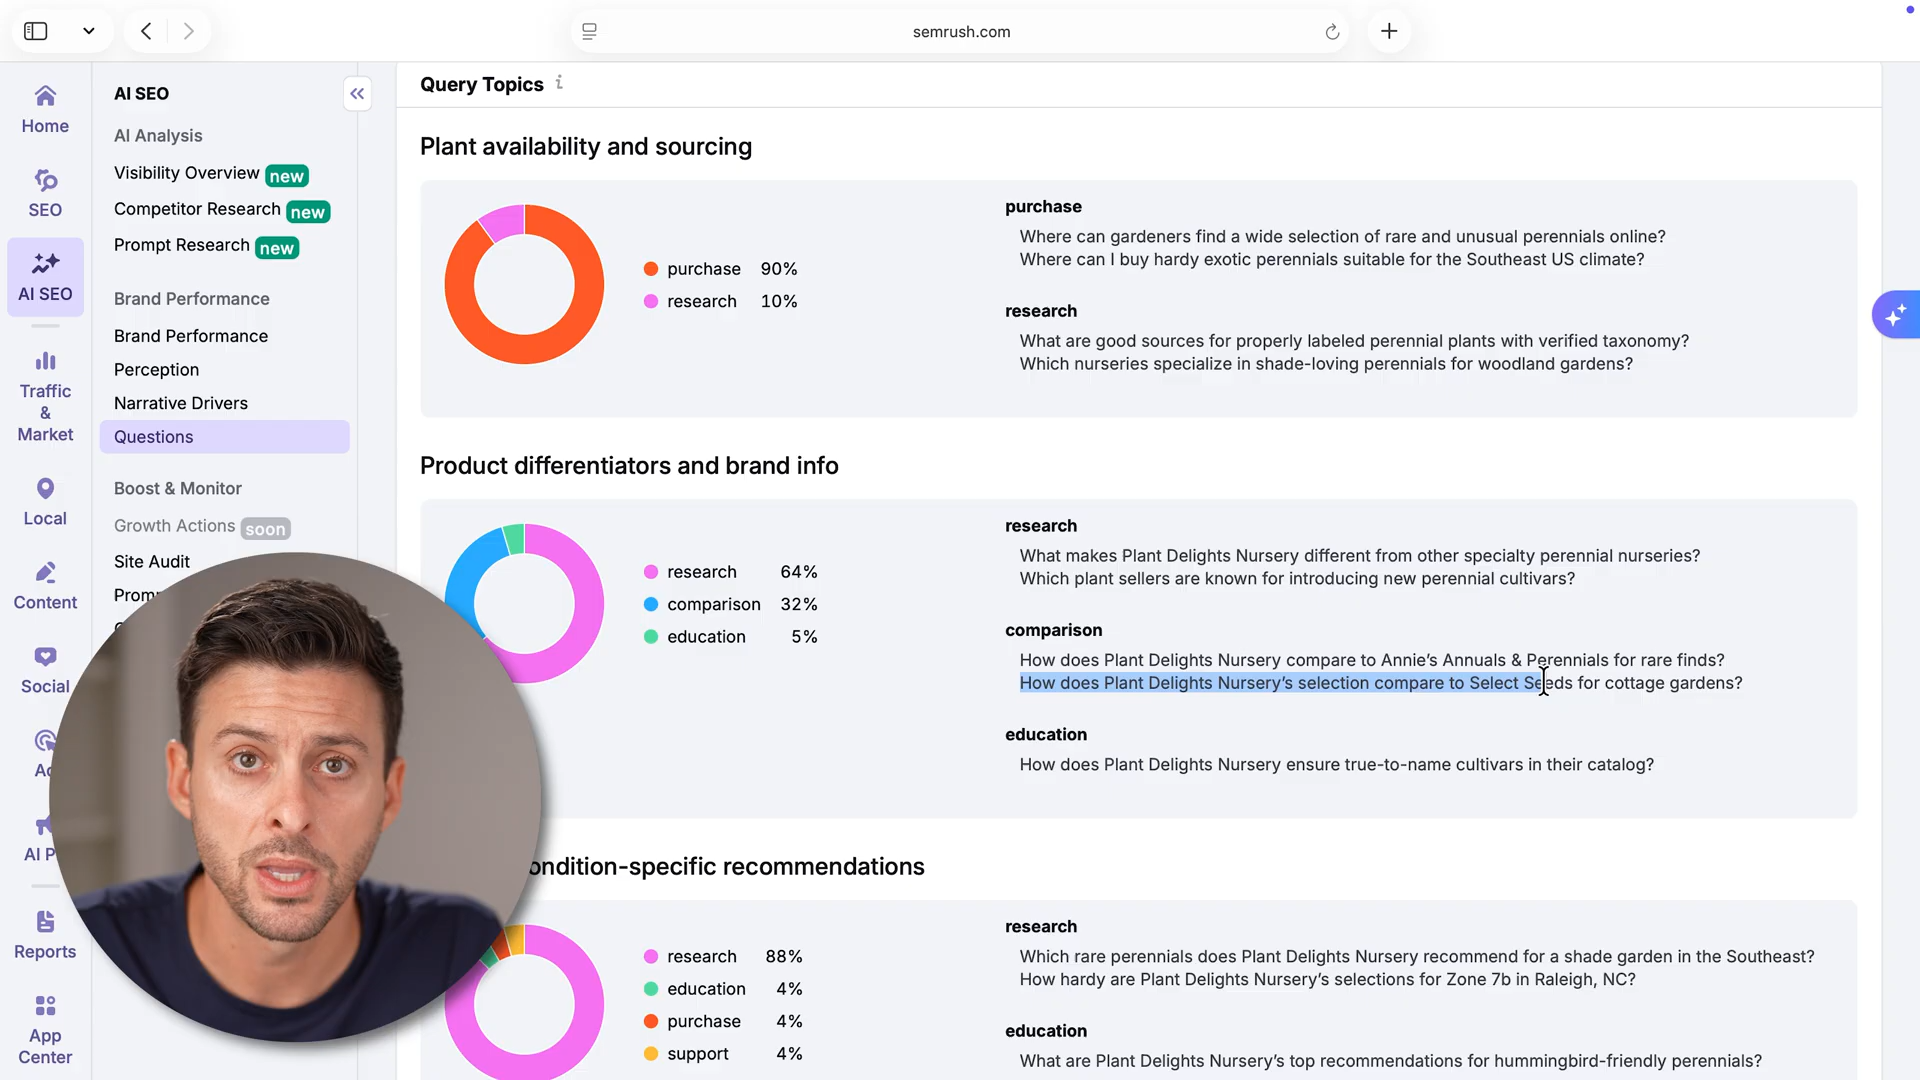 semrush.com
Home
SEO
AI SEO
Traffic
&
Market
Local
Content
Social
Reports
App
Center
AI SEO
AI Analysis
Visibility Overview new
Competitor Research new
Prompt Research new
Brand Performance
Brand Performance
Perception
Narrative Drivers
Questions
Boost & Monitor
Growth Actions soon
Site Audit
Query Topics i
Plant availability and sourcing
purchase 90%
research 10%
purchase
Where can gardeners find a wide selection of rare and unusual perennials online?
Where can I buy hardy exotic perennials suitable for the Southeast US climate?
research
What are good sources for properly labeled perennial plants with verified taxonomy?
Which nurseries specialize in shade-loving perennials for woodland gardens?
Product differentiators and brand info
research 64%
comparison 32%
education 5%
research
What makes Plant Delights Nursery different from other specialty perennial nurseries?
Which plant sellers are known for introducing new perennial cultivars?
comparison
How does Plant Delights Nursery compare to Annie's Annuals & Perennials for rare finds?
How does Plant Delights Nursery's selection compare to Select Seeds for cottage gardens?
education
How does Plant Delights Nursery ensure true-to-name cultivars in their catalog?
ondition-specific recommendations
research 88%
education 4%
purchase 4%
support 4%
research
Which rare perennials does Plant Delights Nursery recommend for a shade garden in the Southeast?
How hardy are Plant Delights Nursery's selections for Zone 7b in Raleigh, NC?
education
What are Plant Delights Nursery's top recommendations for hummingbird-friendly perennials?